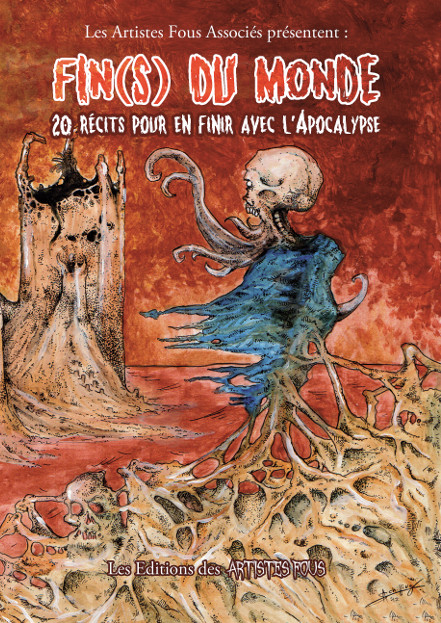 Les Artistes Fous Associés présentent :
FIN(S) DU MONDE
20 RÉCITS POUR EN FINIR AVEC L'APOCALYPSE
Les Editions des ARTISTES FOUS